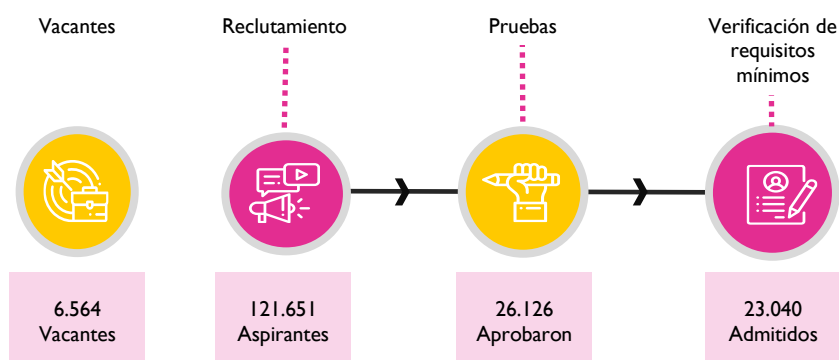 Vacantes
Reclutamiento
Pruebas
Verificación de
requisitos
mínimos
6.564
Vacantes
121.651
Aspirantes
26.126
Aprobaron
23.040
Admitidos